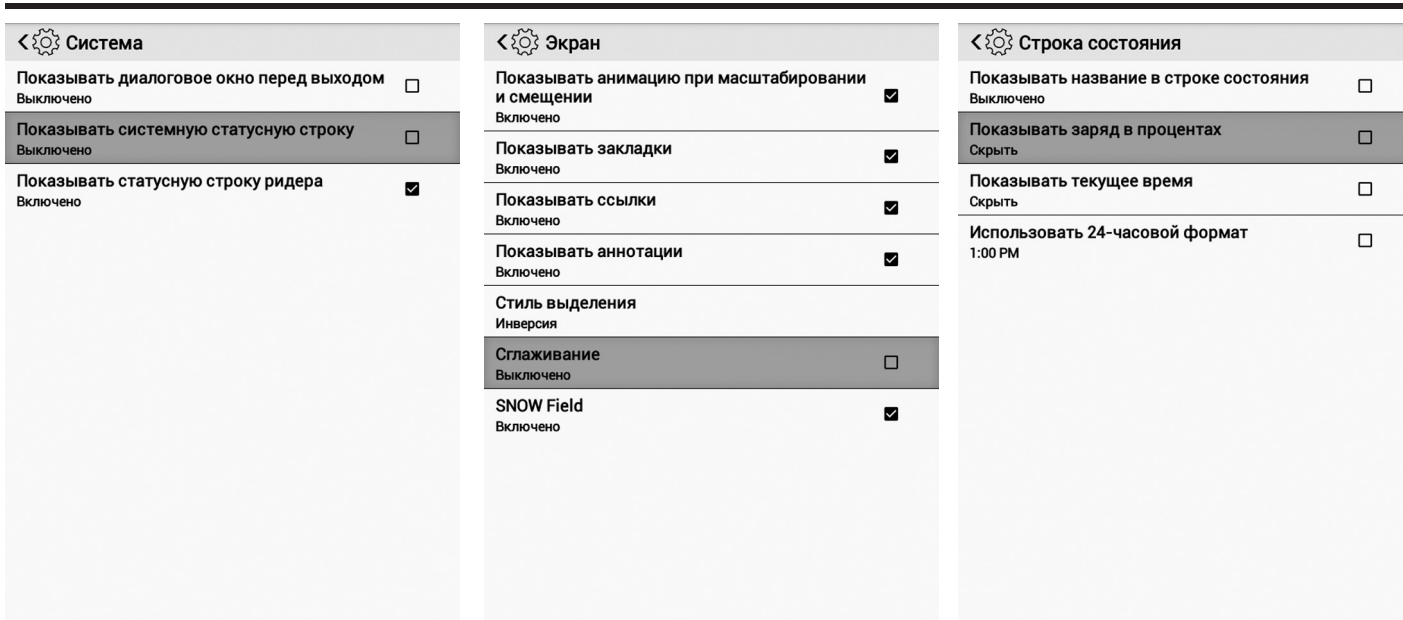 Система
Показывать диалоговое окно перед выходом
Выключено
Показывать системную статусную строку
Выключено
Показывать статусную строку ридера
Включено
Экран
Показывать анимацию при масштабировании
и смещении
Включено
Показывать закладки
Включено
Показывать ссылки
Включено
Показывать аннотации
Включено
Стиль выделения
Инверсия
Сглаживание
Выключено
SNOW Field
Включено
Строка состояния
Показывать название в строке состояния
Выключено
Показывать заряд в процентах
Скрыть
Показывать текущее время
Скрыть
Использовать 24-часовой формат
1:00 PM